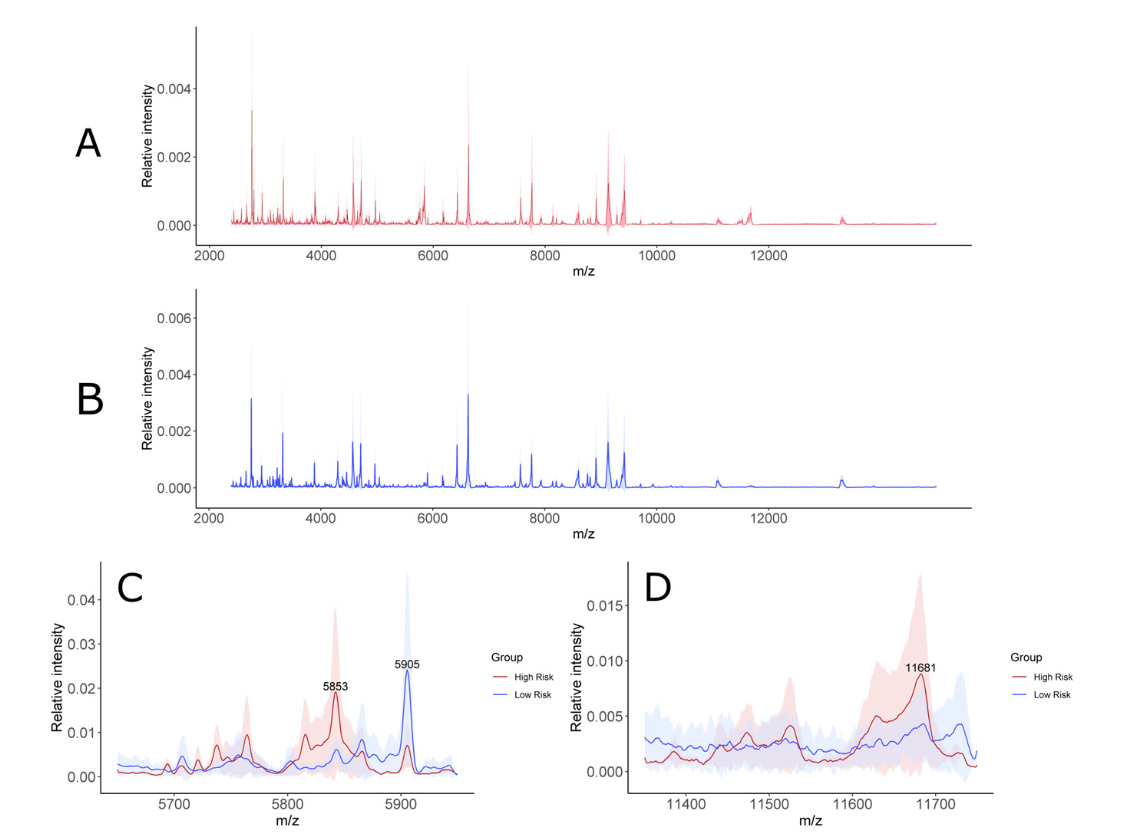 A
Relative intensity
0.004
0.002
0.000
2000 4000 6000 8000 10000 12000
m/z
B
Relative intensity
0.006
0.004
0.002
0.000
2000 4000 6000 8000 10000 12000
m/z
C
Relative intensity
0.04
0.03
0.02
0.01
0.00
5853
5905
5700 5800 5900
m/z
Group
High Risk
Low Risk
D
Relative intensity
0.015
0.010
0.005
0.000
11681
11400 11500 11600 11700
m/z
Group
High Risk
Low Risk